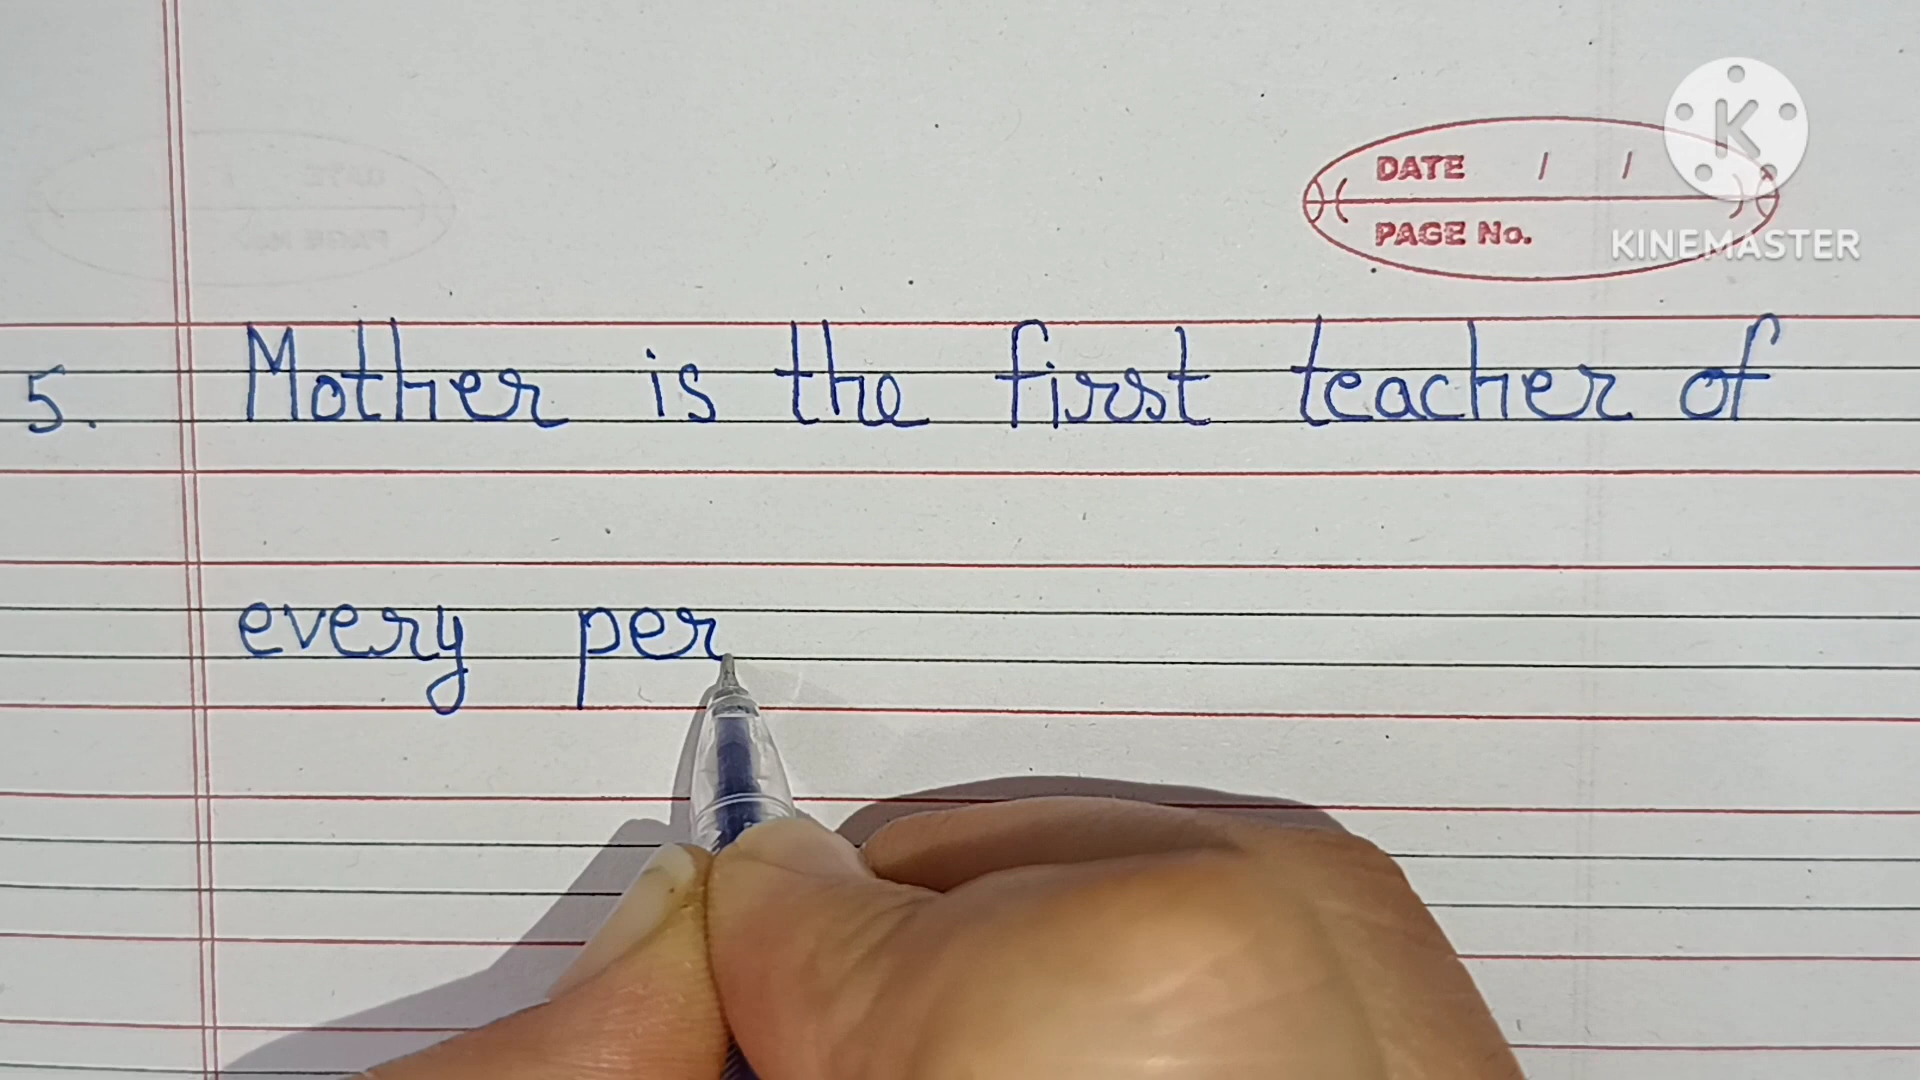 DATE / /
PAGE No.
KINEMASTER
5. Mother is the first teacher of
every per